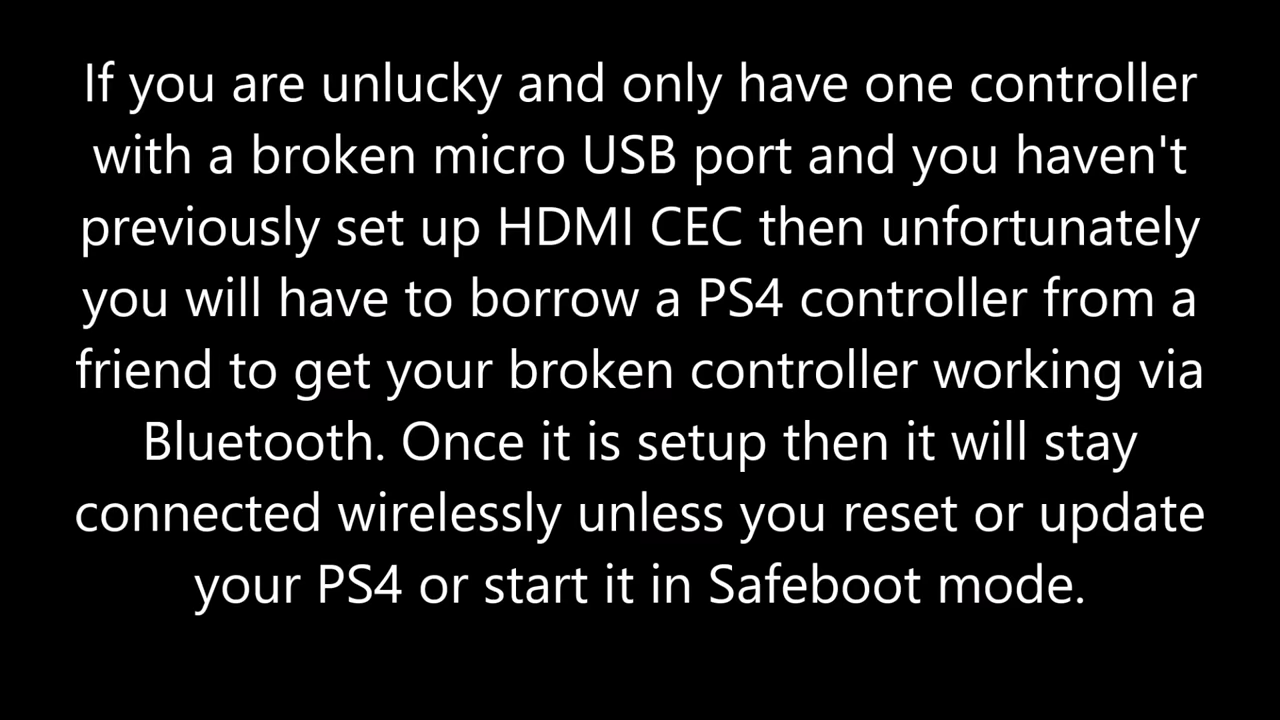 If you are unlucky and only have one controller
with a broken micro USB port and you haven't
previously set up HDMI CEC then unfortunately
you will have to borrow a PS4 controller from a
friend to get your broken controller working via
Bluetooth. Once it is setup then it will stay
connected wirelessly unless you reset or update
your PS4 or start it in Safeboot mode.